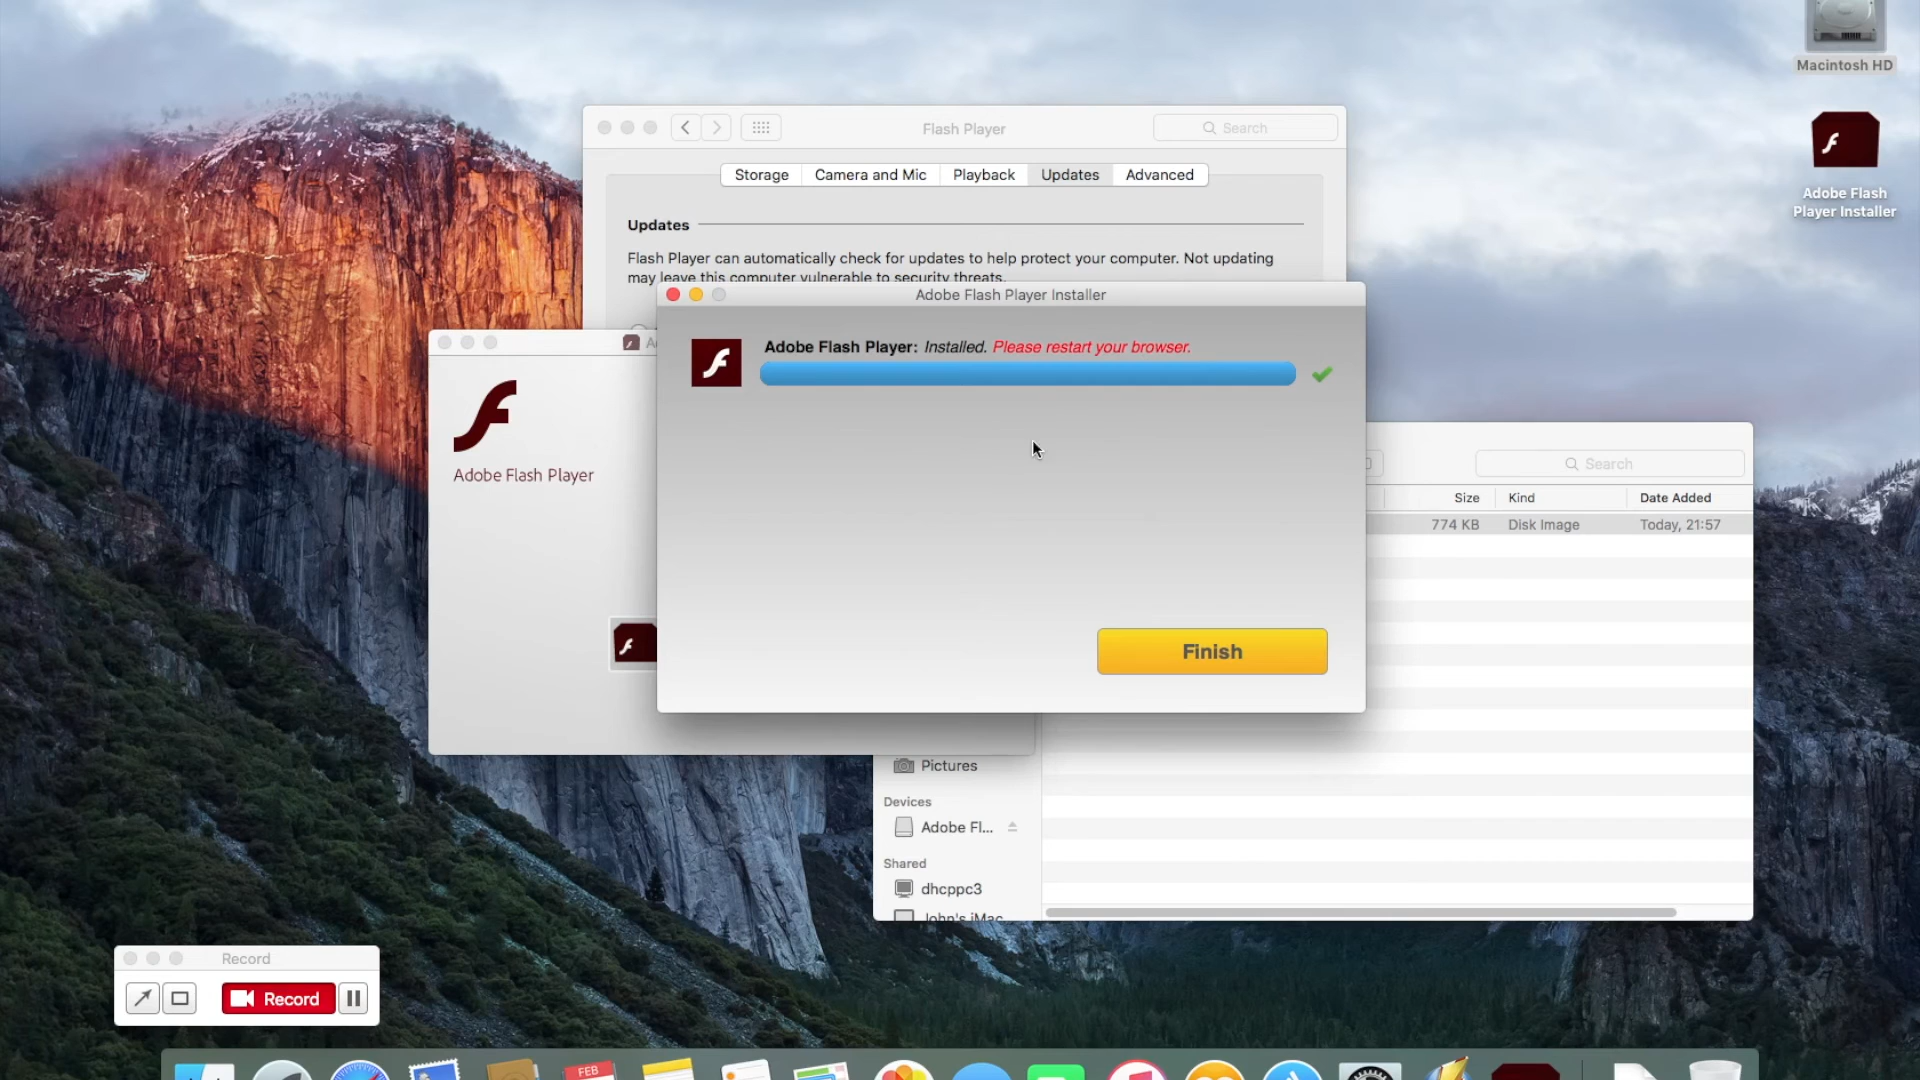 Macintosh HD
Adobe Flash
Player Installer
Flash Player
Search
Storage
Camera and Mic
Playback
Updates
Advanced
Updates
Flash Player can automatically check for updates to help protect your computer. Not updating
may leave this computer vulnerable to security threats.
Adobe Flash Player Installer
Adobe Flash Player: Installed. Please restart your browser.
Finish
Adobe Flash Player
Search
Size
Kind
Date Added
774 KB
Disk Image
Today, 21:57
Pictures
Devices
Adobe Fl...
Shared
dhcppc3
John's iMac
Record
Record
FEB